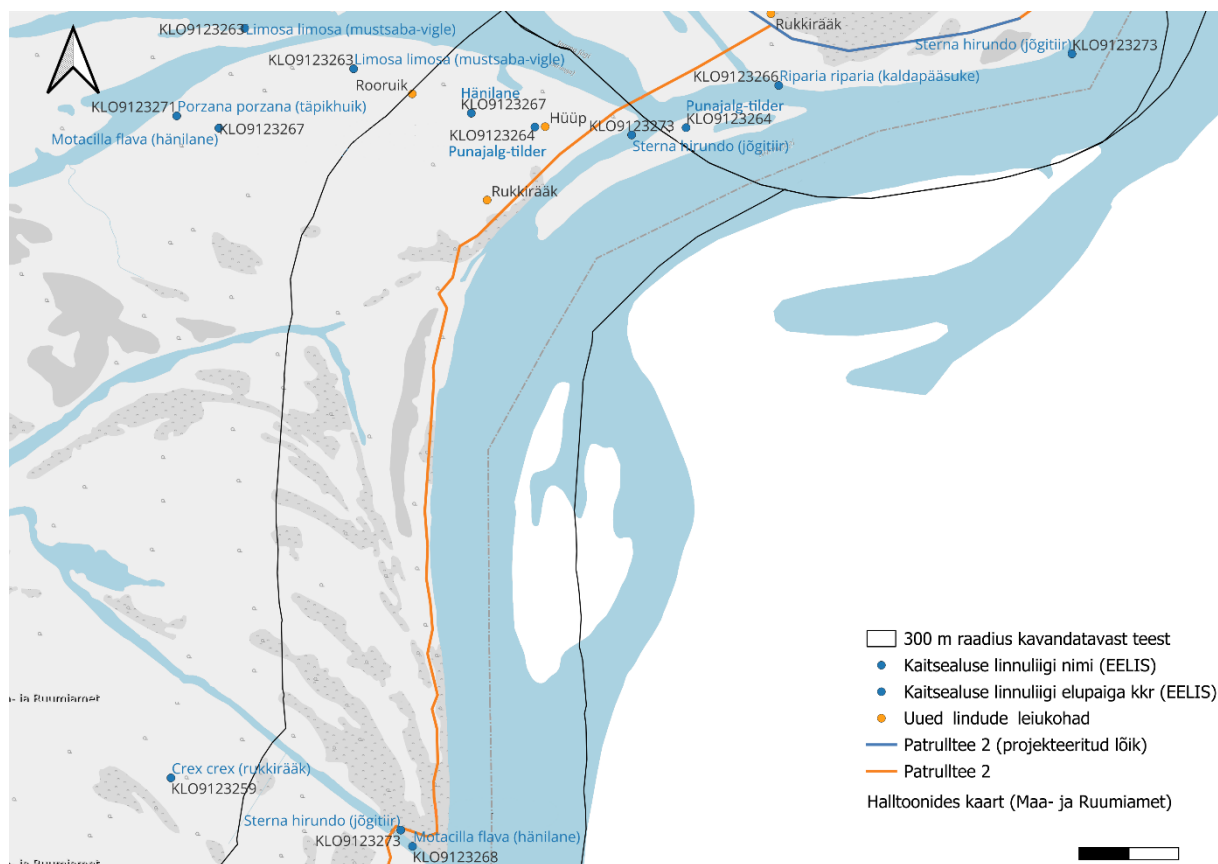 Rukkirääk
KLO9123263 Limosa limosa (mustsaba-vigle)
Sterna hirundo (jõgitiir) KLO9123273
KLO9123263 Limosa limosa (mustsaba-vigle)
KLO9123266 Riparia riparia (kaldapääsuke)
Rooruik
Hänilane
KLO9123267
KLO9123271 Porzana porzana (täpikhuik)
Punajalg-tilder
KLO9123264
Hüüp
KLO9123267
Motacilla flava (hänilane)
KLO9123264
KLO9123273
Sterna hirundo (jõgitiir)
Punajalg-tilder
Rukkirääk
300 m raadius kavandatavast teest
Kaitsealuse linnuliigi nimi (EELIS)
Kaitsealuse linnuliigi elupaiga kkr (EELIS)
Uued lindude leiukohad
Patrulltee 2 (projekteeritud lõik)
Patrulltee 2
Halltoonides kaart (Maa- ja Ruumiamet)
Crex crex (rukkirääk)
KLO9123259
Sterna hirundo (jõgitiir)
KLO9123273
Motacilla flava (hänilane)
KLO9123268